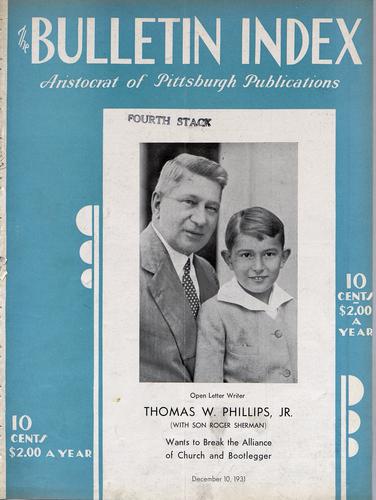 The BULLETIN INDEX
Aristocrat of Pittsburgh Publications
FOURTH STACK
10
CENTS
$2.00
A
YEAR
10
CENTS
$2.00 A YEAR
Open Letter Writer
THOMAS W. PHILLIPS, JR.
(WITH SON ROGER SHERMAN)
Wants to Break the Alliance
of Church and Bootlegger
December 10, 1931